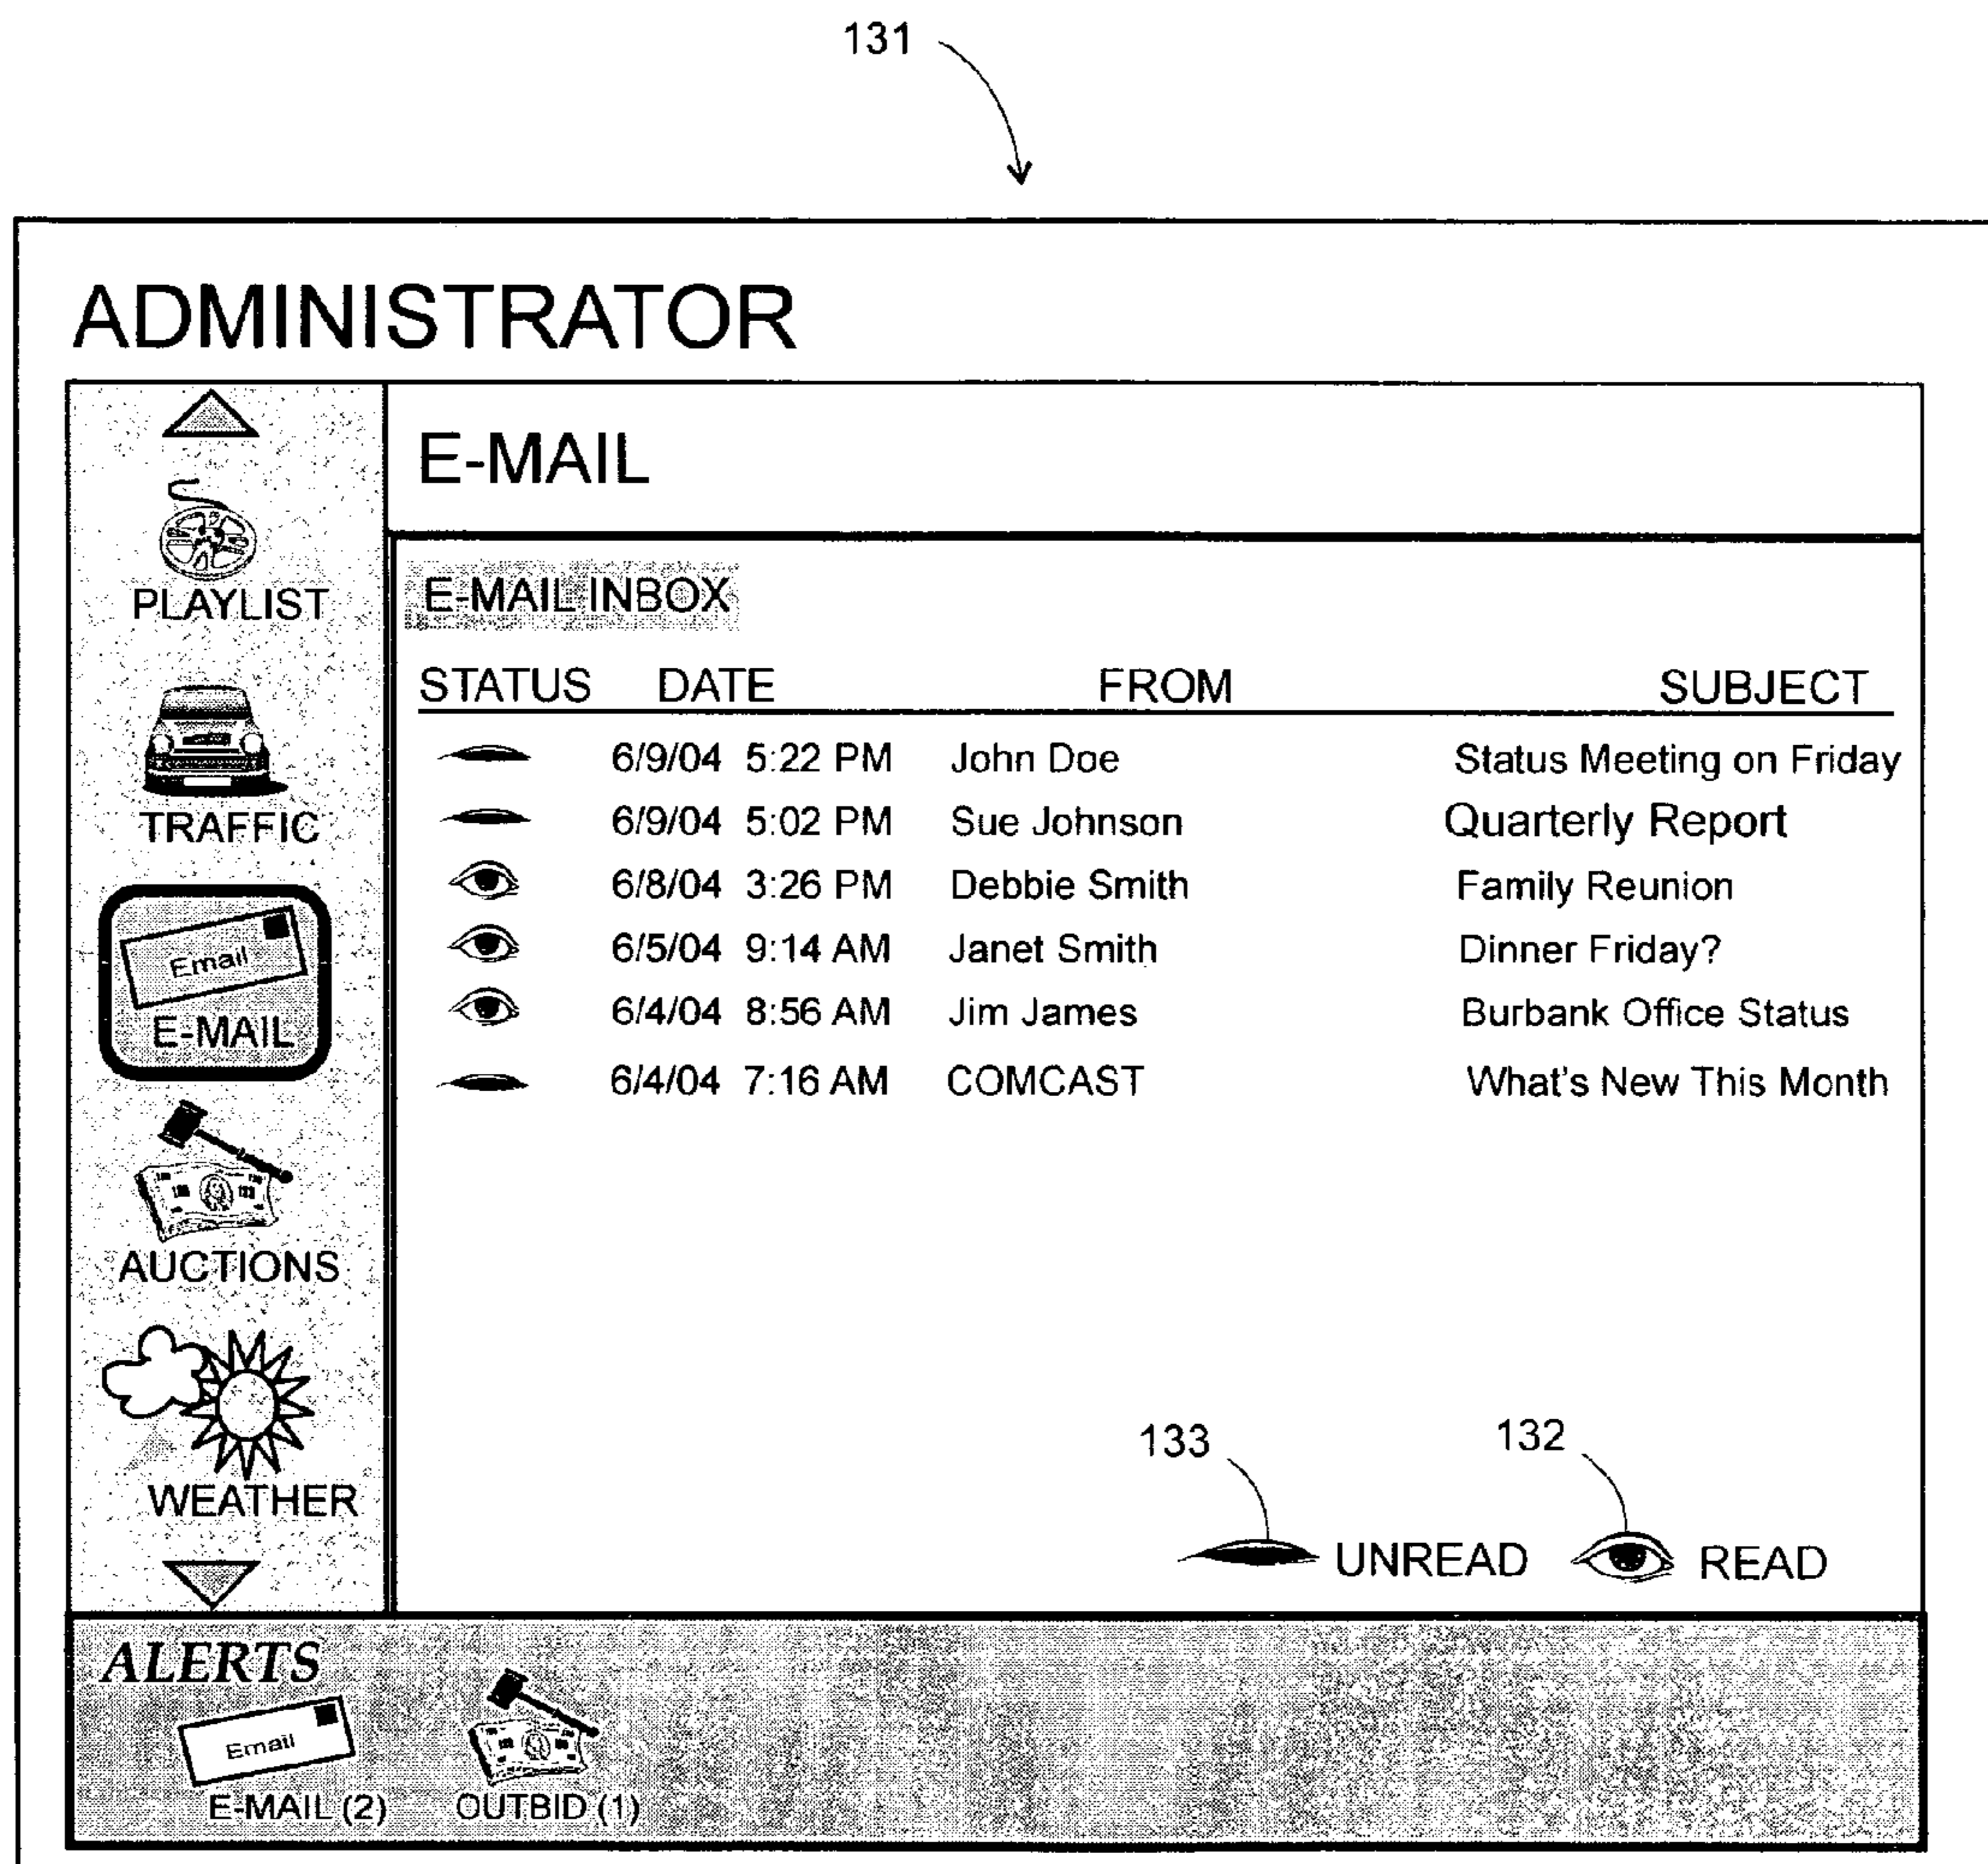 131
ADMINISTRATOR
PLAYLIST
TRAFFIC
Email
E-MAIL
AUCTIONS
WEATHER
E-MAIL
E-MAIL INBOX
STATUS DATE FROM SUBJECT
6/9/04 5:22 PM John Doe Status Meeting on Friday
6/9/04 5:02 PM Sue Johnson Quarterly Report
6/8/04 3:26 PM Debbie Smith Family Reunion
6/5/04 9:14 AM Janet Smith Dinner Friday?
6/4/04 8:56 AM Jim James Burbank Office Status
6/4/04 7:16 AM COMCAST What's New This Month
133 132
UNREAD READ
ALERTS
Email
E-MAIL (2) OUTBID (1)